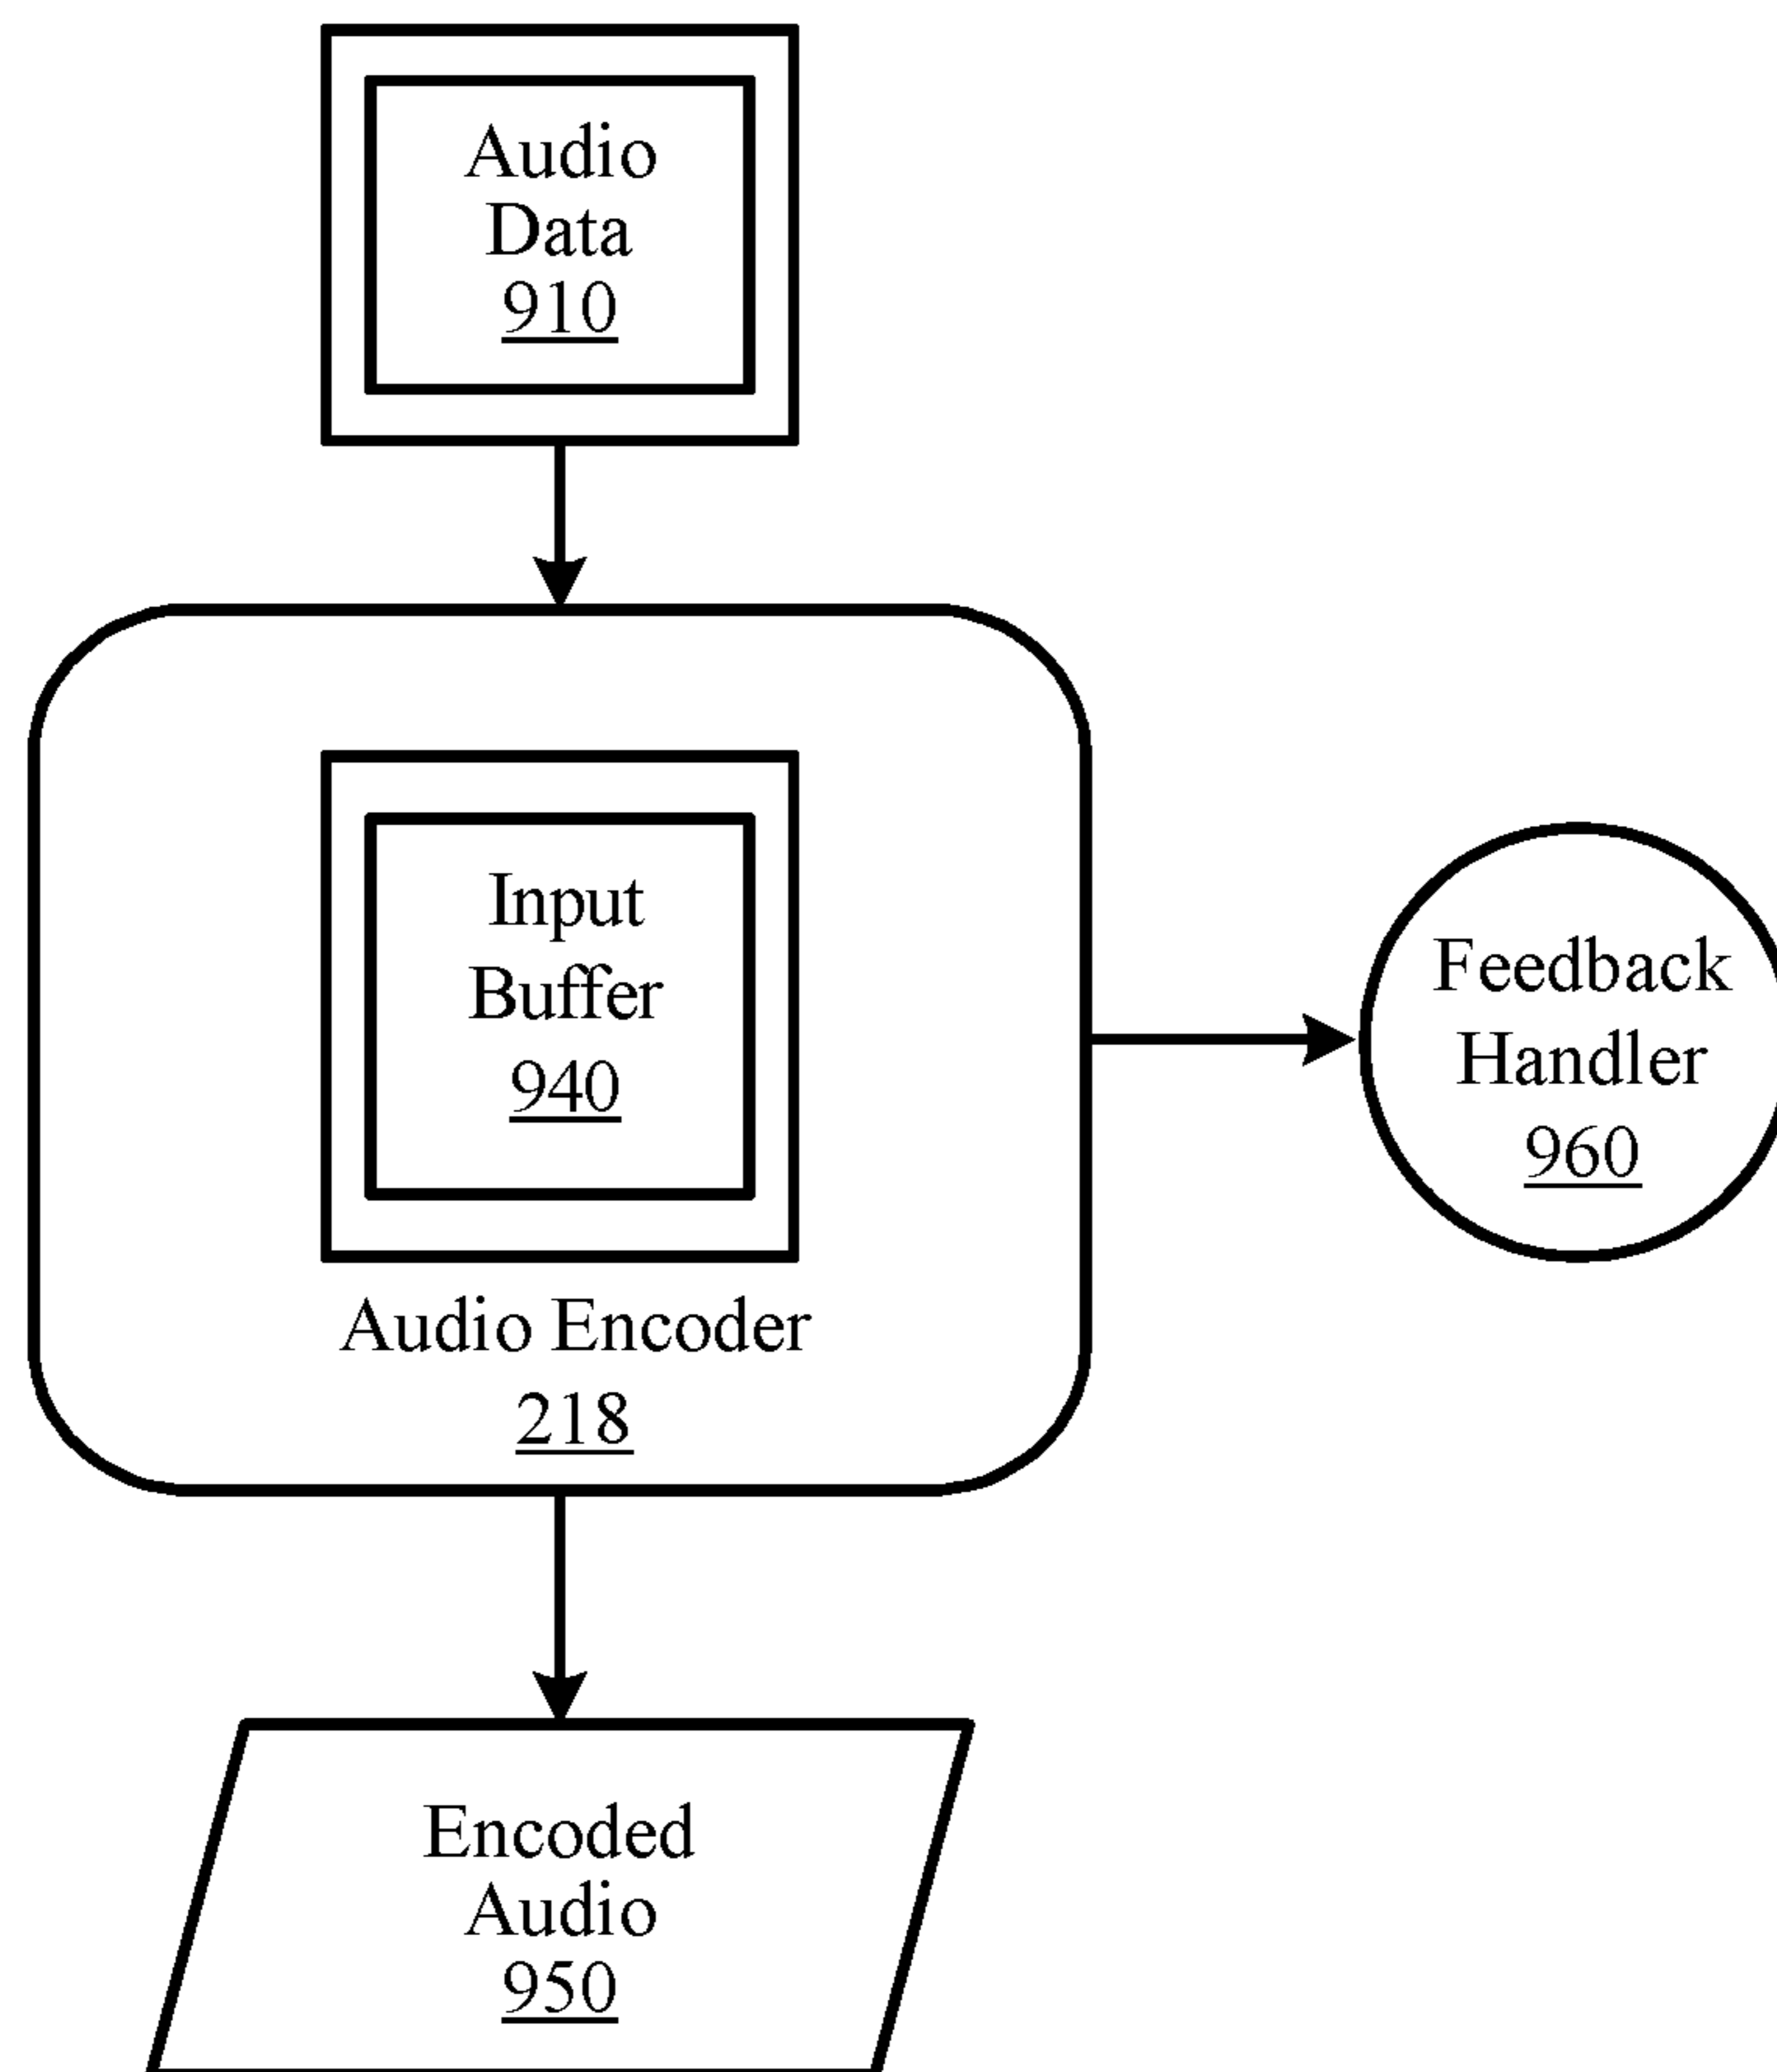 Audio
Data
910
Input
Buffer
940
Audio Encoder
218
Feedback
Handler
960
Encoded
Audio
950